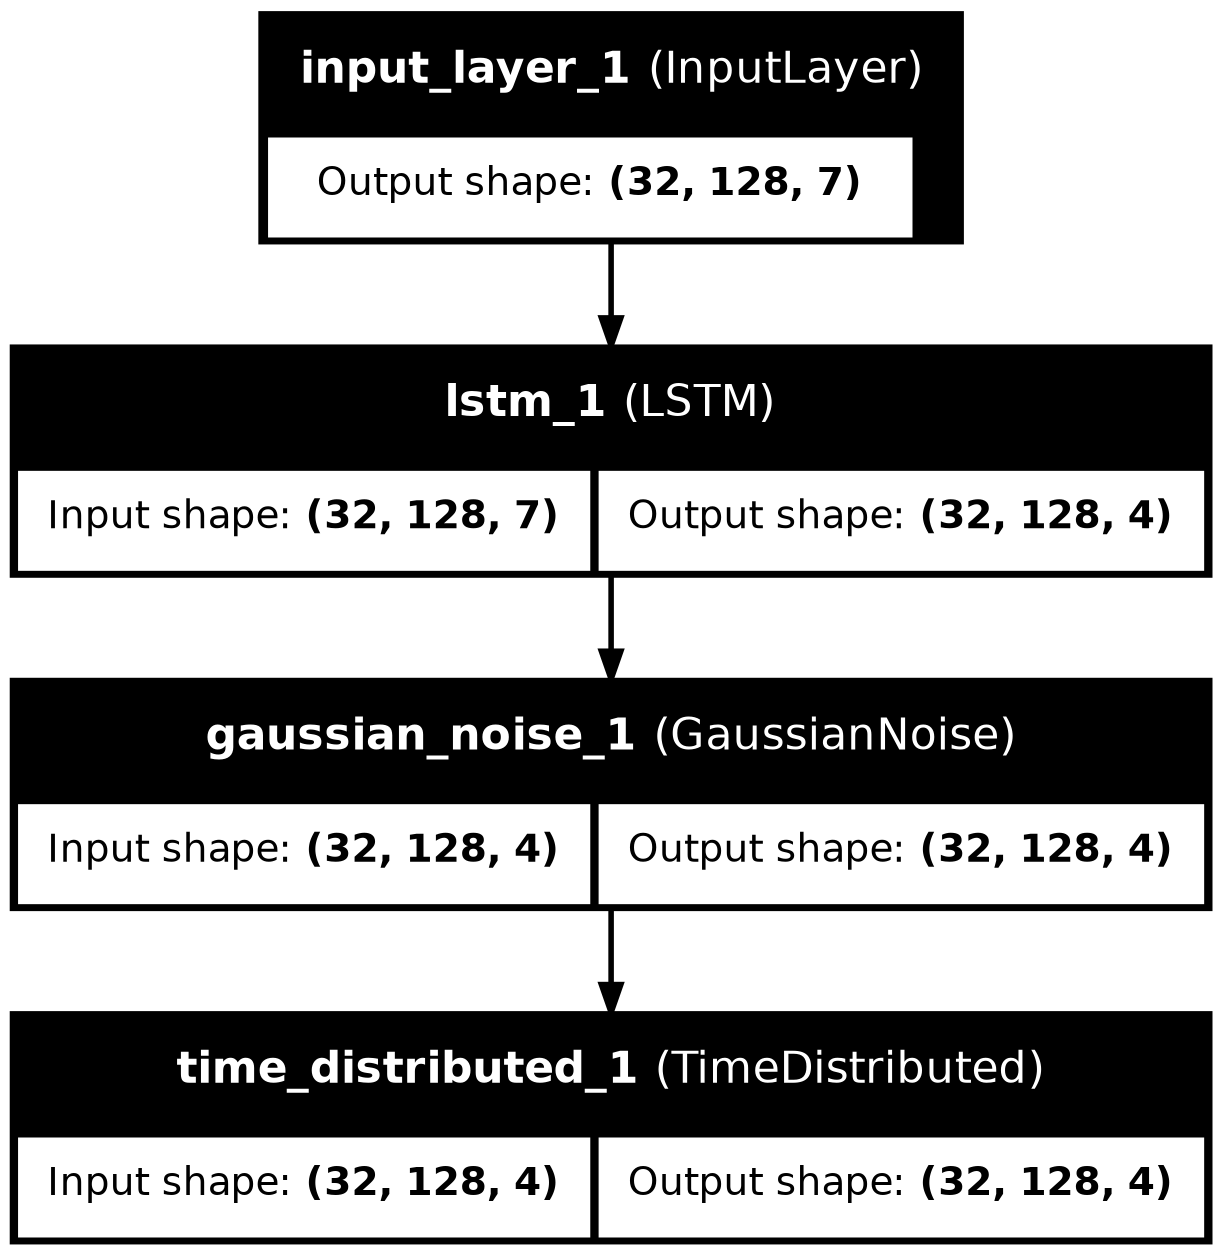 input_layer_1 (InputLayer)
Output shape: (32, 128, 7)
lstm_1 (LSTM)
Input shape: (32, 128, 7) Output shape: (32, 128, 4)
gaussian_noise_1 (GaussianNoise)
Input shape: (32, 128, 4) Output shape: (32, 128, 4)
time_distributed_1 (TimeDistributed)
Input shape: (32, 128, 4) Output shape: (32, 128, 4)